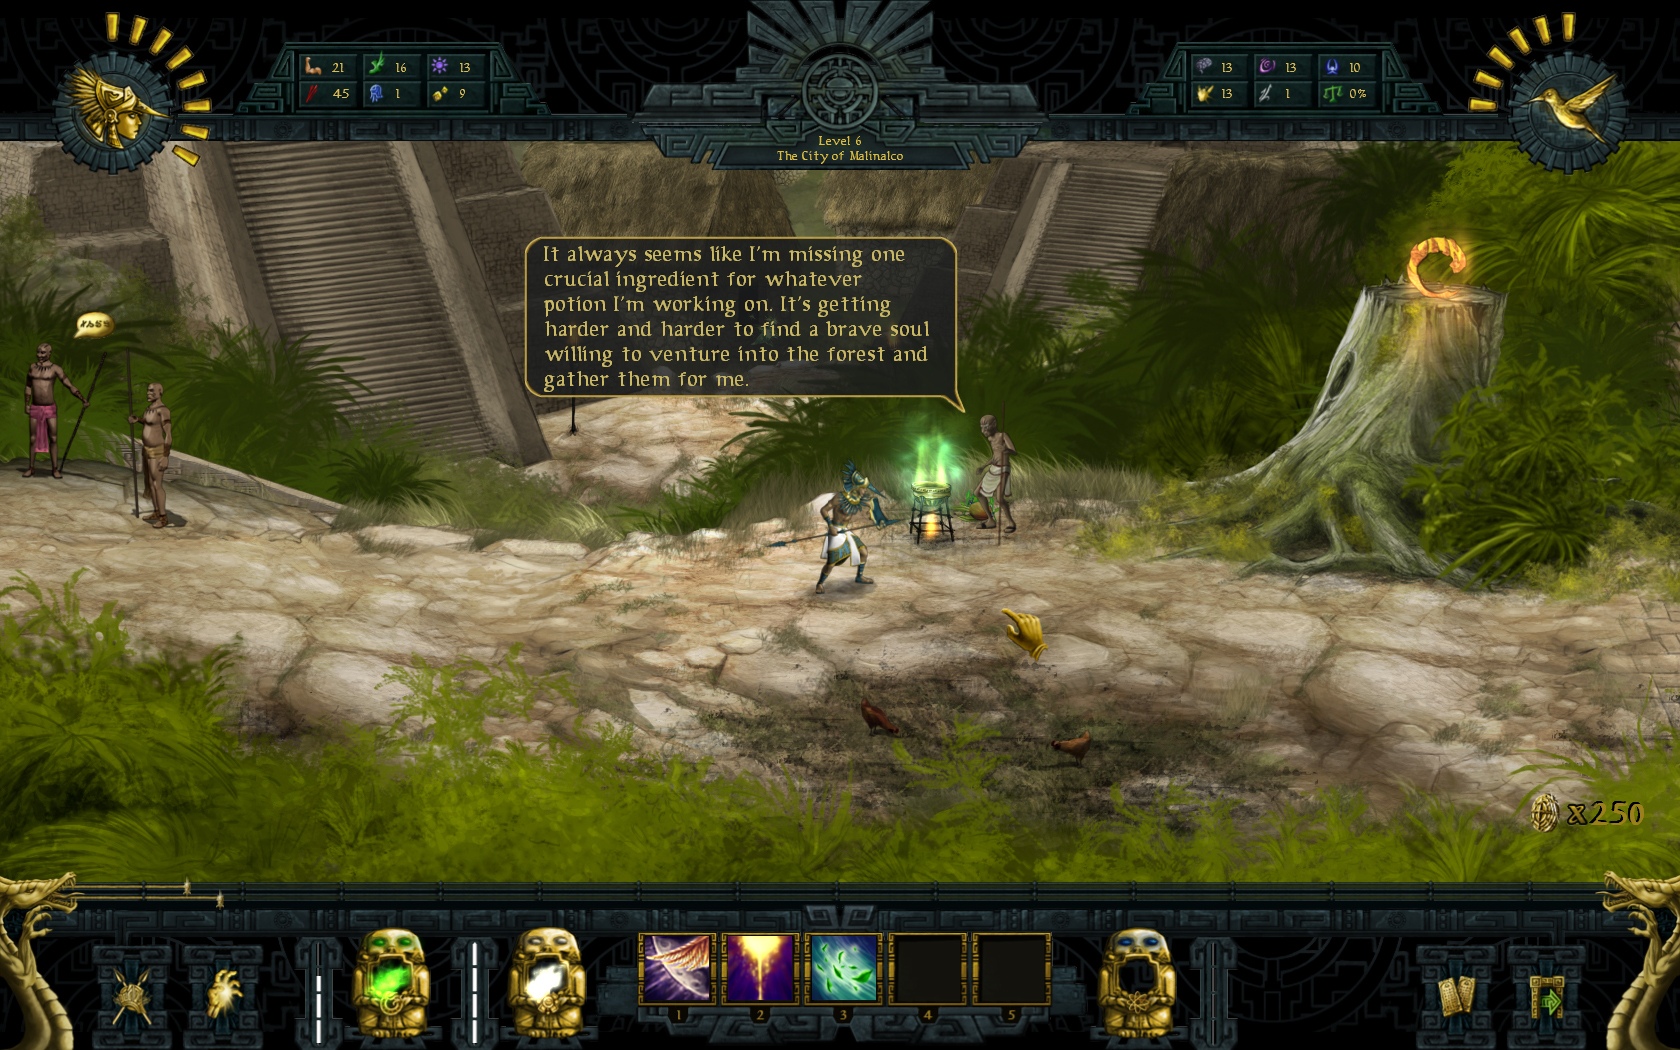 21 16 13
45 1 9
13 13 10
13 1 0%
Level 6
The City of Malinalco
It always seems like I'm missing one
crucial ingredient for whatever
potion I'm working on. It's getting
harder and harder to find a brave soul
willing to venture into the forest and
gather them for me.
x250
1 2 3 4 5